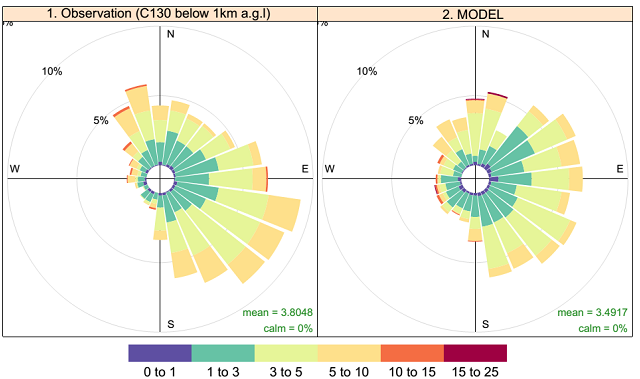 1. Observation (C130 below 1km a.g.l)
2. MODEL
N
10%
5%
W
E
S
mean = 3.8048
calm = 0%
N
10%
5%
W
E
S
mean = 3.4917
calm = 0%
0 to 1 1 to 3 3 to 5 5 to 10 10 to 15 15 to 25